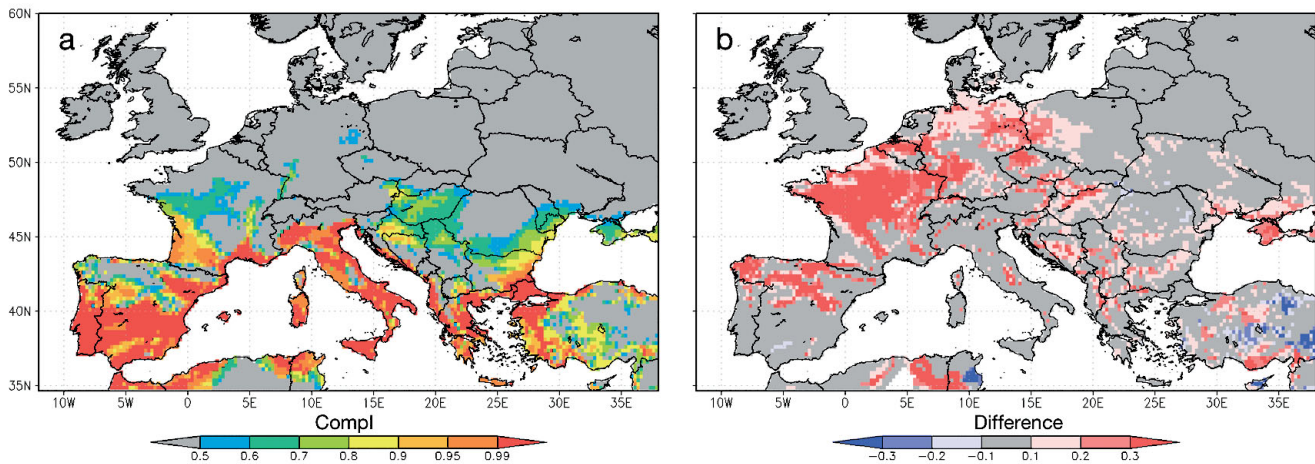 60N
55N
50N
45N
40N
35N
a
b
10W 5W 0 5E 10E 15E 20E 25E 30E 35E
10W 5W 0 5E 10E 15E 20E 25E 30E 35E
Compl
Difference
0.5 0.6 0.7 0.8 0.9 0.95 0.99
−0.3 −0.2 −0.1 0.1 0.2 0.3